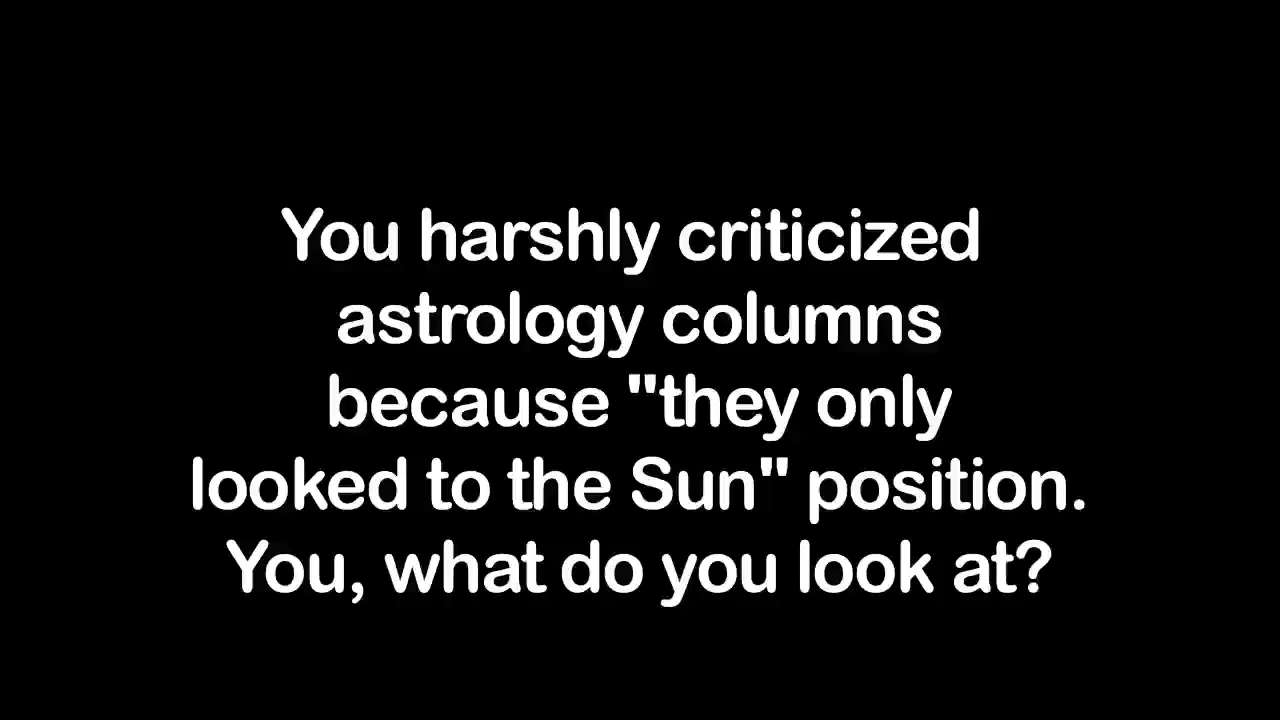 You harshly criticized
astrology columns
because "they only
looked to the Sun" position.
You, what do you look at?